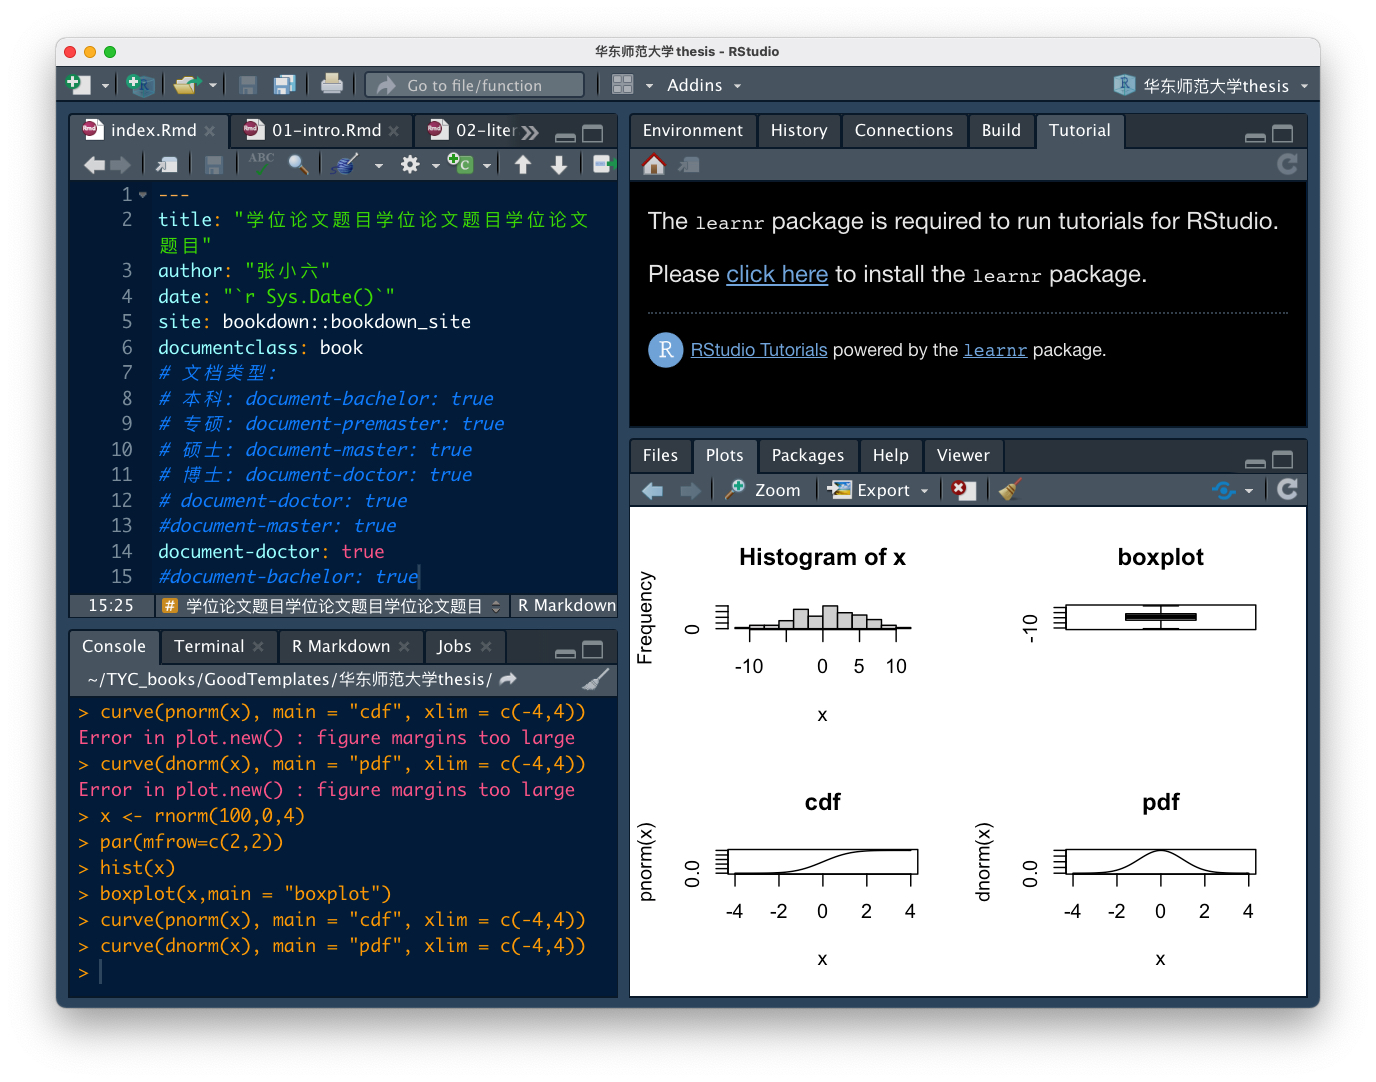 华东师范大学thesis - RStudio
Go to file/function
Addins
华东师范大学thesis
index.Rmd
01-intro.Rmd
02-liter
ABC
1 ---
2 title: "学位论文题目学位论文题目学位论文
题目"
3 author: "张小六"
4 date: "`r Sys.Date()`"
5 site: bookdown::bookdown_site
6 documentclass: book
7 # 文档类型:
8 # 本科: document-bachelor: true
9 # 专硕: document-premaster: true
10 # 硕士: document-master: true
11 # 博士: document-doctor: true
12 # document-doctor: true
13 #document-master: true
14 document-doctor: true
15 #document-bachelor: true
15:25
# 学位论文题目学位论文题目学位论文题目
R Markdown
Console
Terminal
R Markdown
Jobs
~/TYC_books/GoodTemplates/华东师范大学thesis/
> curve(pnorm(x), main = "cdf", xlim = c(-4,4))
Error in plot.new() : figure margins too large
> curve(dnorm(x), main = "pdf", xlim = c(-4,4))
Error in plot.new() : figure margins too large
> x <- rnorm(100,0,4)
> par(mfrow=c(2,2))
> hist(x)
> boxplot(x,main = "boxplot")
> curve(pnorm(x), main = "cdf", xlim = c(-4,4))
> curve(dnorm(x), main = "pdf", xlim = c(-4,4))
>
Environment
History
Connections
Build
Tutorial
The learnr package is required to run tutorials for RStudio.
Please click here to install the learnr package.
R RStudio Tutorials powered by the learnr package.
Files
Plots
Packages
Help
Viewer
Zoom
Export
Histogram of x
Frequency
0
-10 0 5 10
x
boxplot
-10
cdf
pnorm(x)
0.0
-4 -2 0 2 4
x
pdf
dnorm(x)
0.0
-4 -2 0 2 4
x